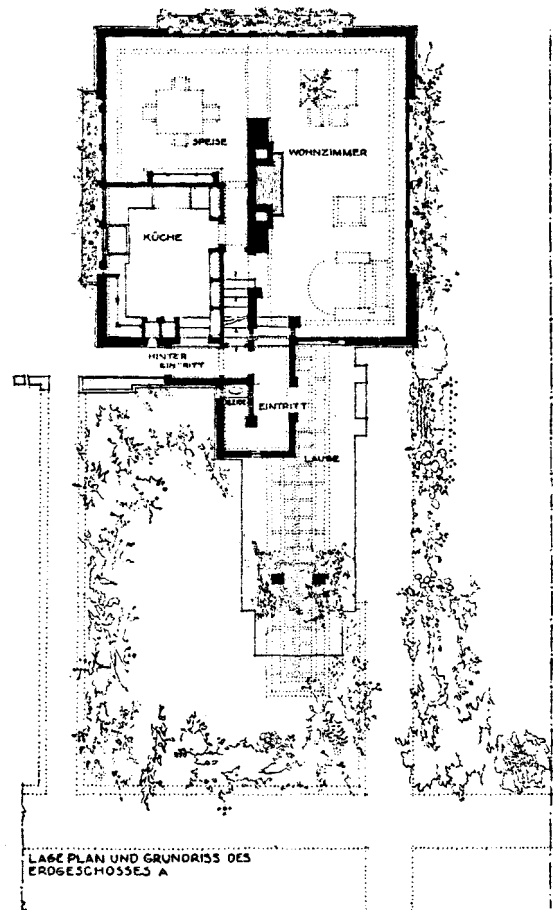 SPEISE
WOHNZIMMER
KÜCHE
HINTER
EINTRITT
EINTRITT
LAUBE
LAGEPLAN UND GRUNDRISS DES
ERDGESCHOSSES A